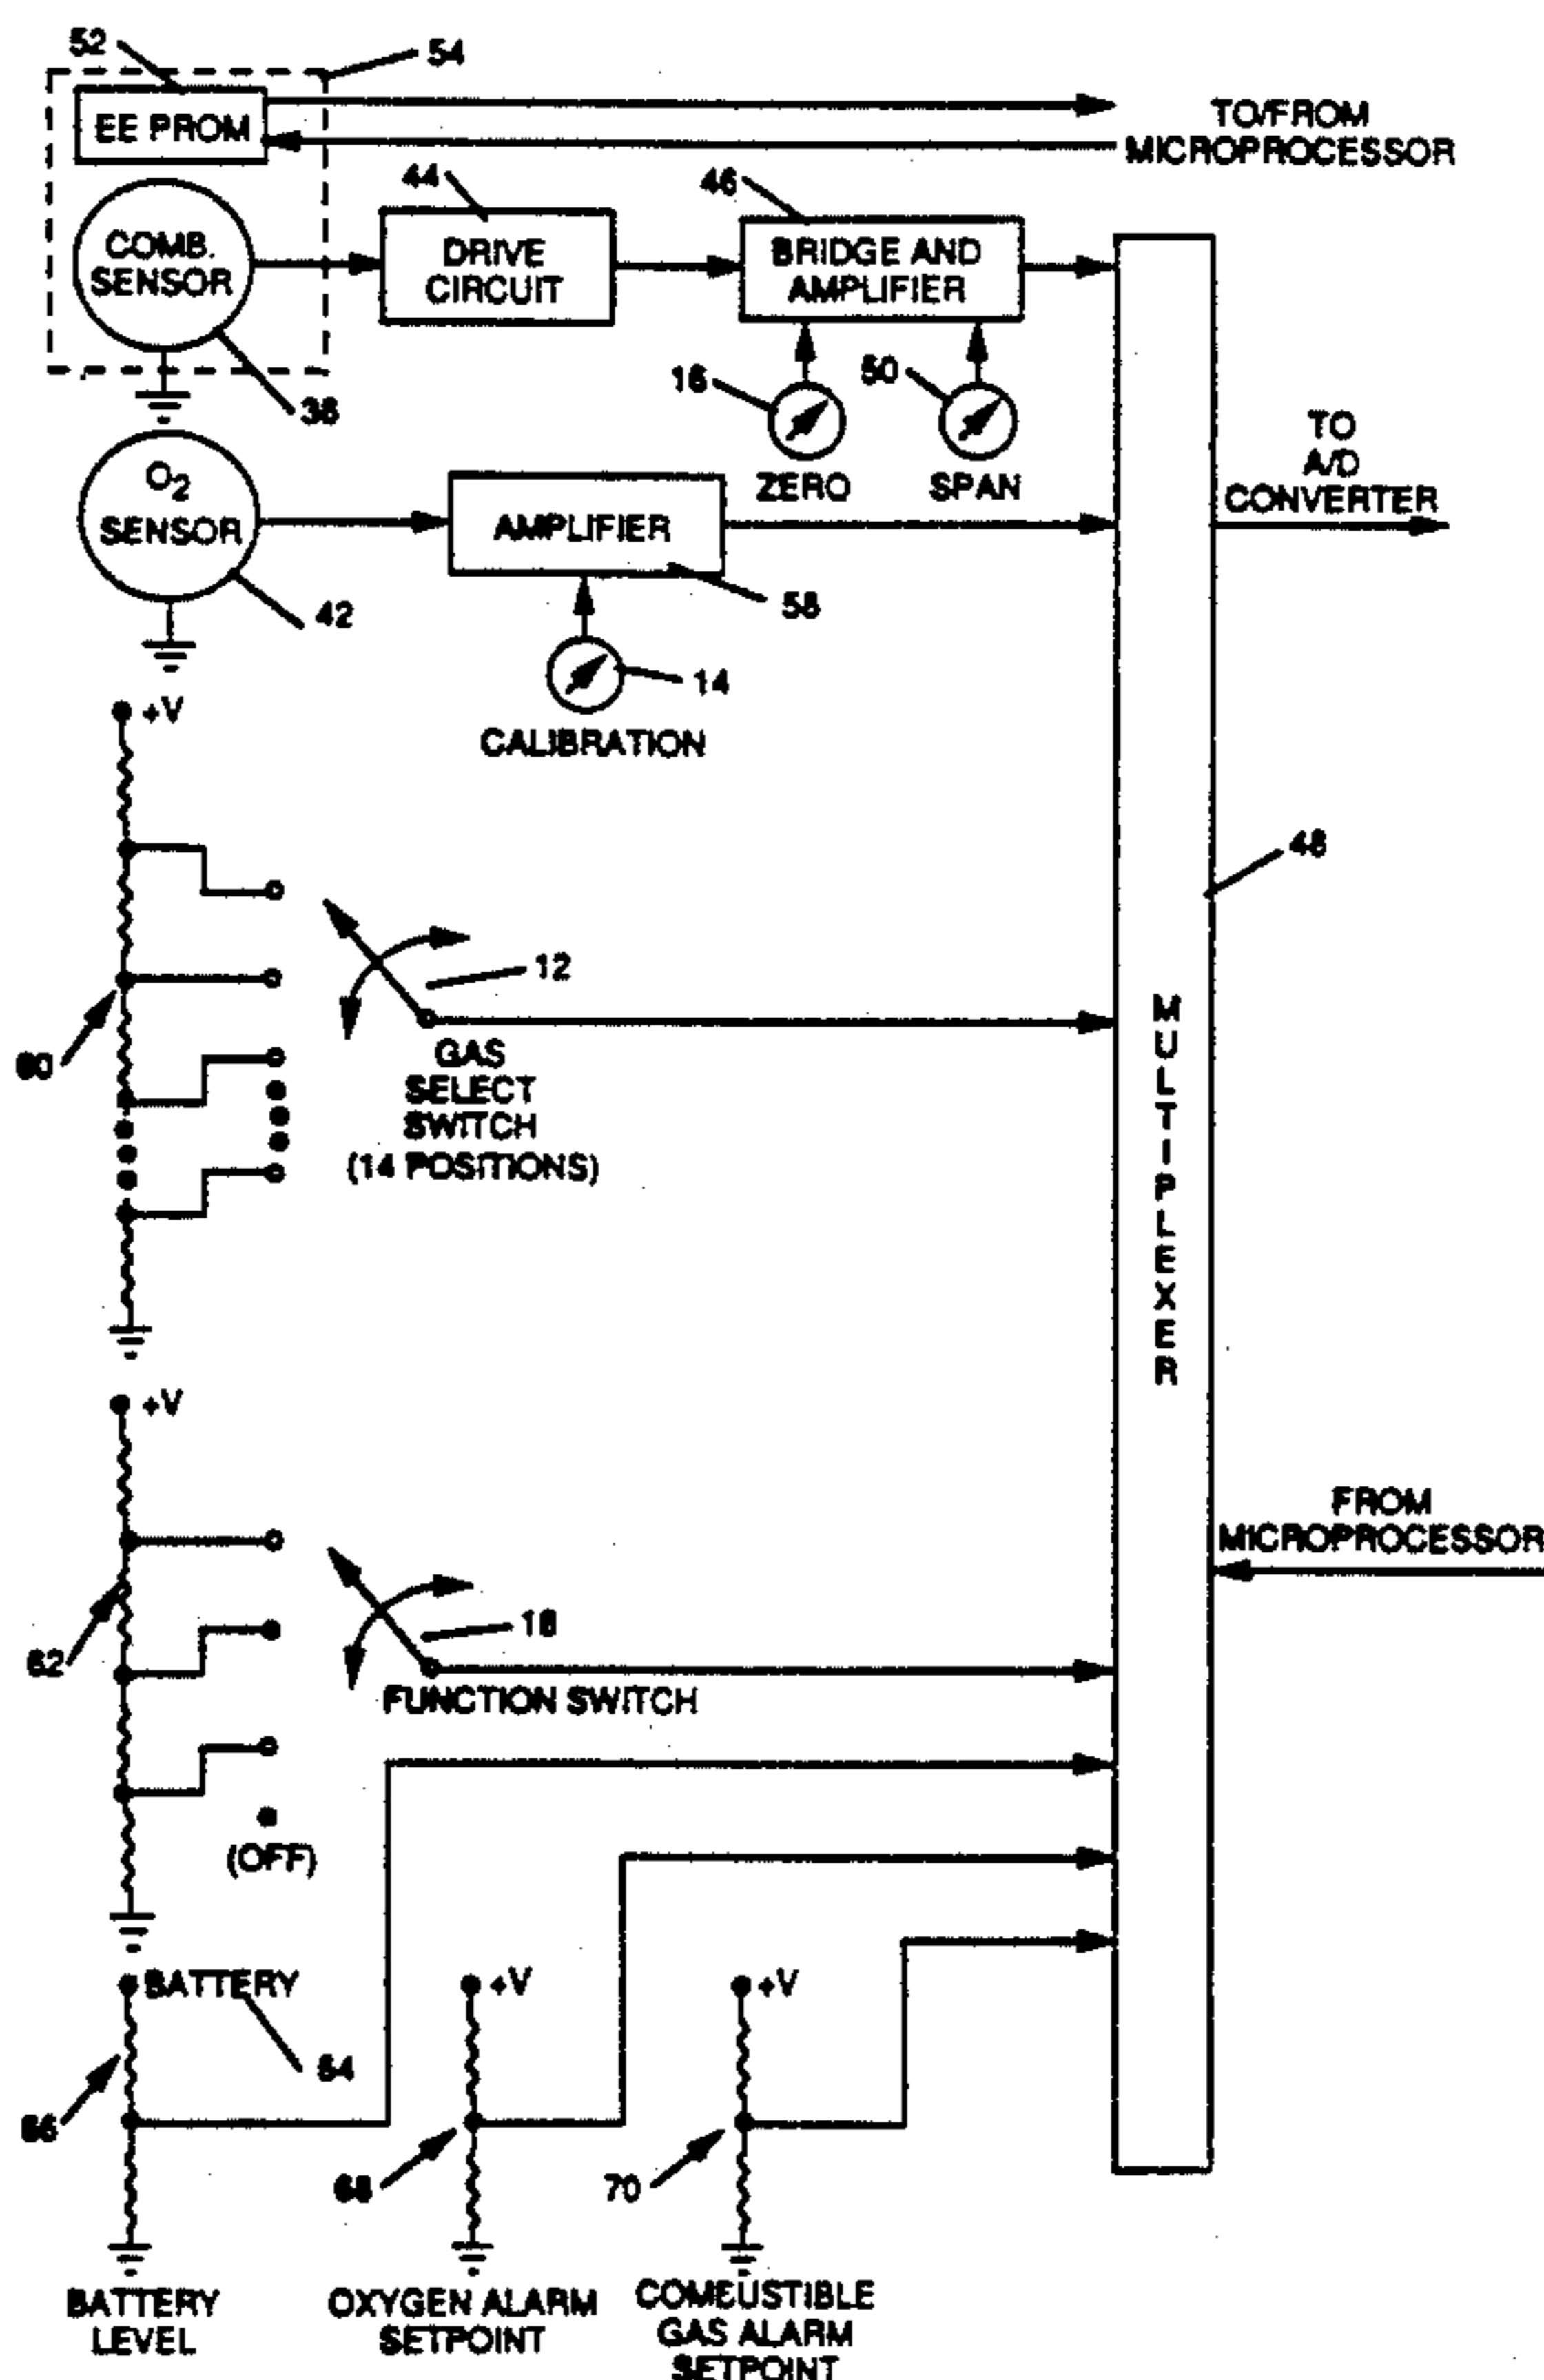 52
54
EE PROM
TO/FROM
MICROPROCESSOR
44
46
COMB.
SENSOR
DRIVE
CIRCUIT
BRIDGE AND
AMPLIFIER
38
16
50
ZERO
SPAN
TO
A/D
CONVERTER
O2
SENSOR
AMPLIFIER
42
58
14
CALIBRATION
+V
48
12
60
GAS
SELECT
SWITCH
(14 POSITIONS)
MULTIPLEXER
+V
FROM
MICROPROCESSOR
62
18
FUNCTION SWITCH
(OFF)
BATTERY
+V
+V
64
66
68
70
BATTERY
LEVEL
OXYGEN ALARM
SETPOINT
COMBUSTIBLE
GAS ALARM
SETPOINT